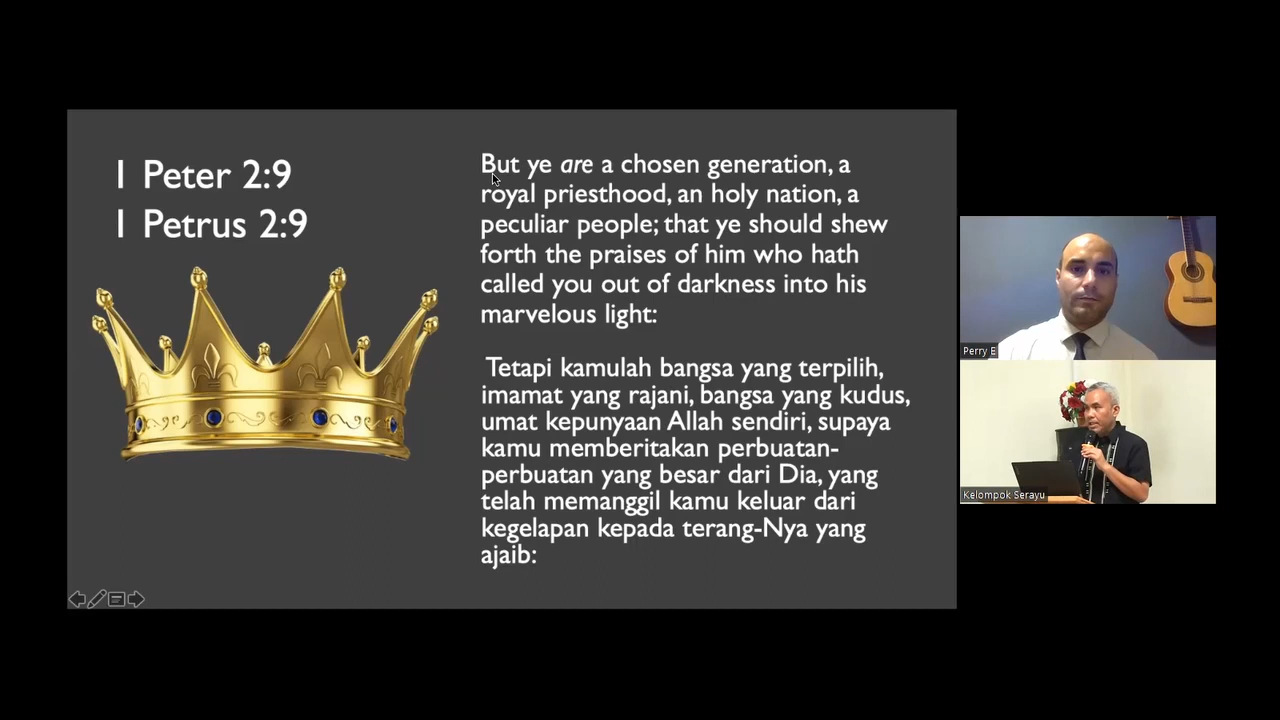 1 Peter 2:9
1 Petrus 2:9
But ye are a chosen generation, a
royal priesthood, an holy nation, a
peculiar people; that ye should shew
forth the praises of him who hath
called you out of darkness into his
marvelous light:
Tetapi kamulah bangsa yang terpilih,
imamat yang rajani, bangsa yang kudus,
umat kepunyaan Allah sendiri, supaya
kamu memberitakan perbuatan-
perbuatan yang besar dari Dia, yang
telah memanggil kamu keluar dari
kegelapan kepada terang-Nya yang
ajaib:
Perry E
Kelompok Serayu